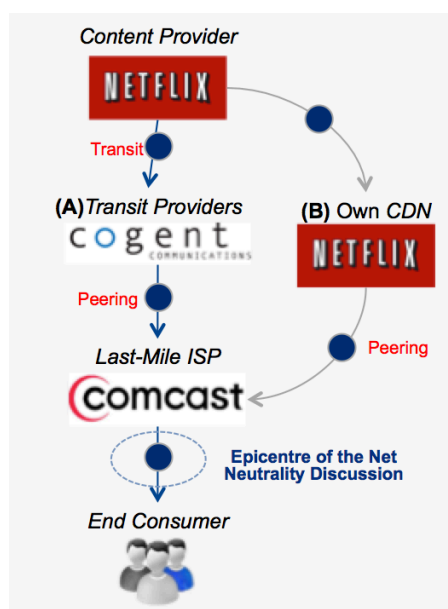 Content Provider
NETFLIX
Transit
(A)Transit Providers
(B) Own CDN
cogent
COMMUNICATIONS
NETFLIX
Peering
Peering
Last-Mile ISP
comcast
Epicentre of the Net
Neutrality Discussion
End Consumer